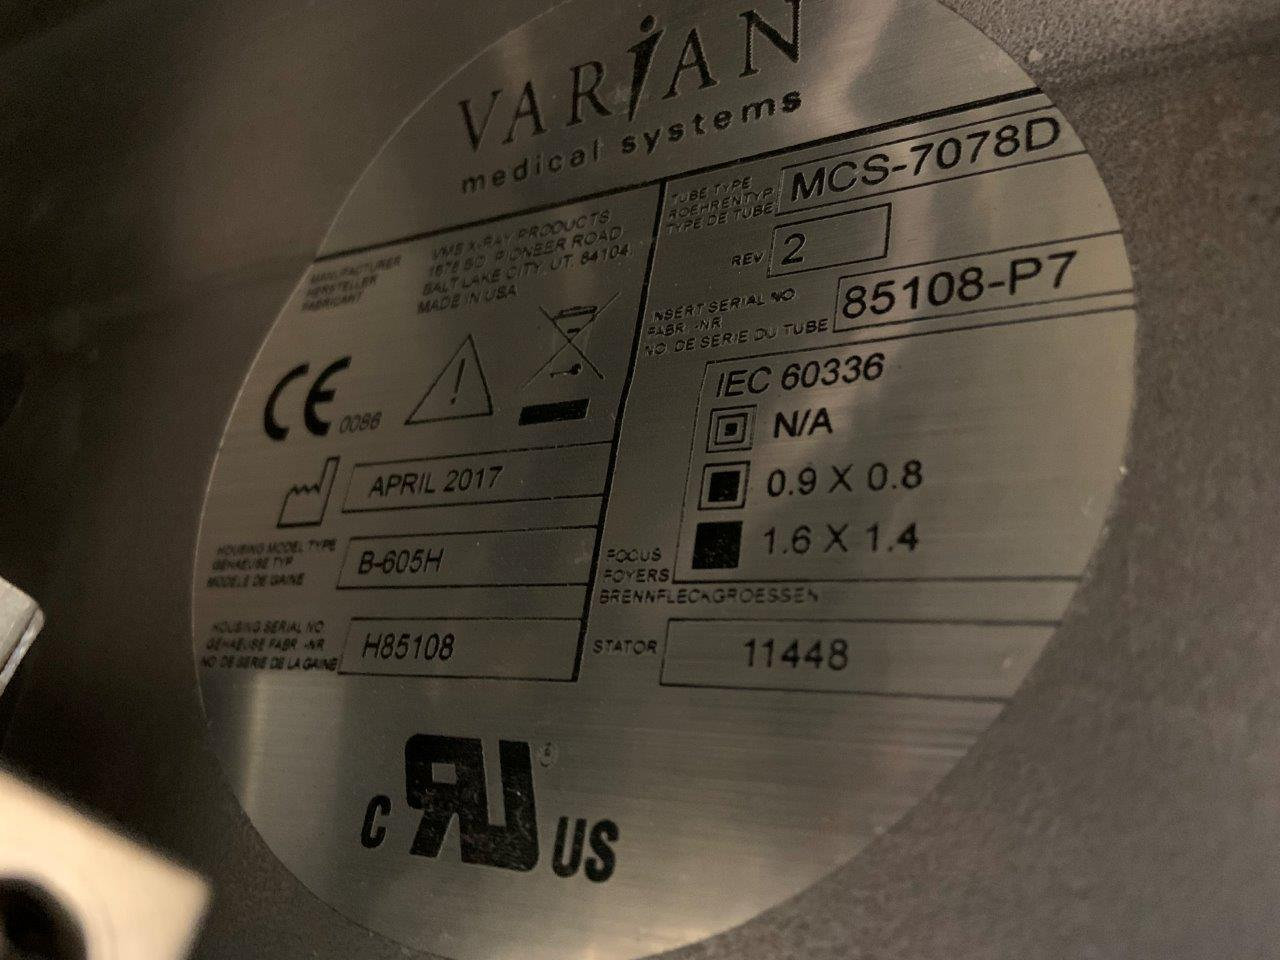 VARIAN
medical systems
MANUFACTURER
HERSTELLER
FABRICANT
VMS X-RAY PRODUCTS
1678 SO. PIONEER ROAD
SALT LAKE CITY, UT. 84104
MADE IN USA
CE 0086
APRIL 2017
HOUSING MODEL TYPE
GEHAEUSE TYP
MODELE DE GAINE
B-605H
HOUSING SERIAL NO
GEHAEUSE FABR. -NR
NO DE SERIE DE LA GAINE
H85108
TUBE TYPE
ROEHRENTYP
TYPE DE TUBE
MCS-7078D
REV 2
INSERT SERIAL NO
FABR. -NR
NO DE SERIE DU TUBE
85108-P7
IEC 60336
N/A
0.9 X 0.8
1.6 X 1.4
FOCUS
FOYERS
BRENNFLECKGROESSEN
STATOR 11448
C RU US